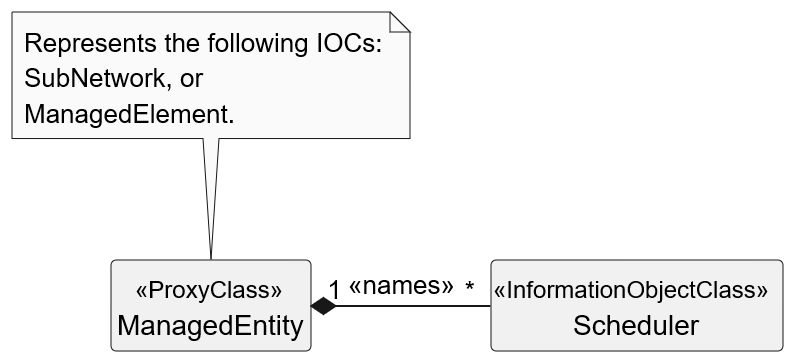 Represents the following IOCs:
SubNetwork, or
ManagedElement.
«ProxyClass»
ManagedEntity
1 «names» *
«InformationObjectClass»
Scheduler